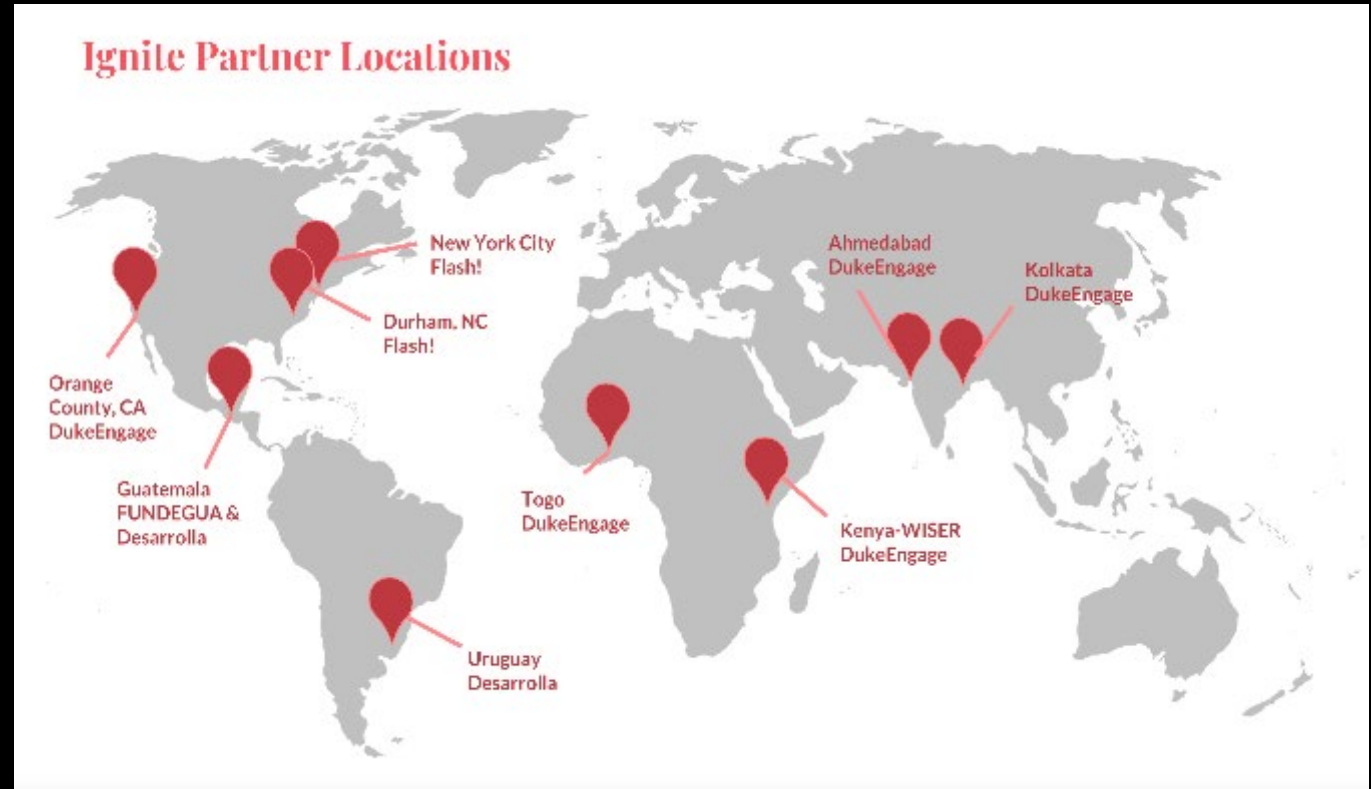 Ignite Partner Locations
New York City
Flash!
Durham, NC
Flash!
Orange
County, CA
DukeEngage
Guatemala
FUNDEGUA &
Desarrolla
Uruguay
Desarrolla
Togo
DukeEngage
Kenya-WISER
DukeEngage
Ahmedabad
DukeEngage
Kolkata
DukeEngage